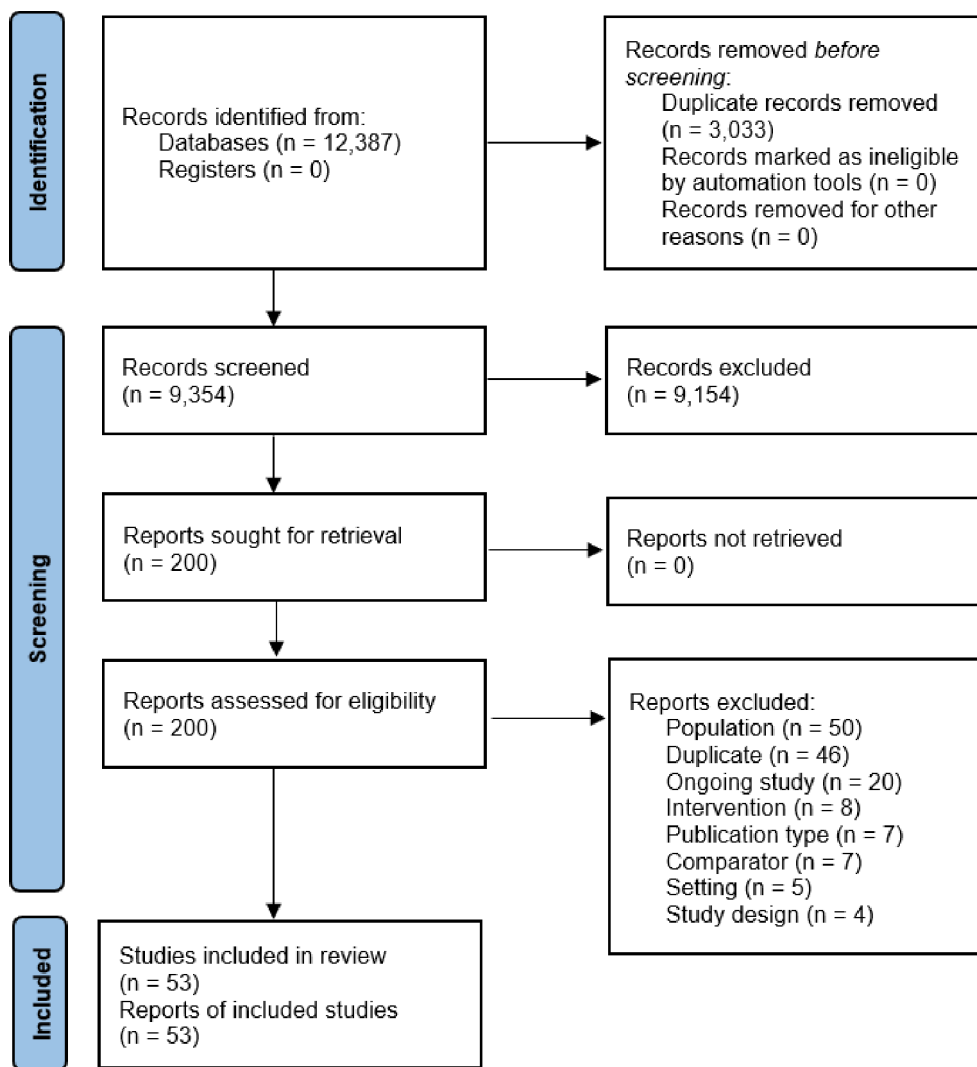 Identification
Records identified from:
Databases (n = 12,387)
Registers (n = 0)
Records removed before
screening:
Duplicate records removed
(n = 3,033)
Records marked as ineligible
by automation tools (n = 0)
Records removed for other
reasons (n = 0)
Screening
Records screened
(n = 9,354)
Records excluded
(n = 9,154)
Reports sought for retrieval
(n = 200)
Reports not retrieved
(n = 0)
Reports assessed for eligibility
(n = 200)
Reports excluded:
Population (n = 50)
Duplicate (n = 46)
Ongoing study (n = 20)
Intervention (n = 8)
Publication type (n = 7)
Comparator (n = 7)
Setting (n = 5)
Study design (n = 4)
Included
Studies included in review
(n = 53)
Reports of included studies
(n = 53)